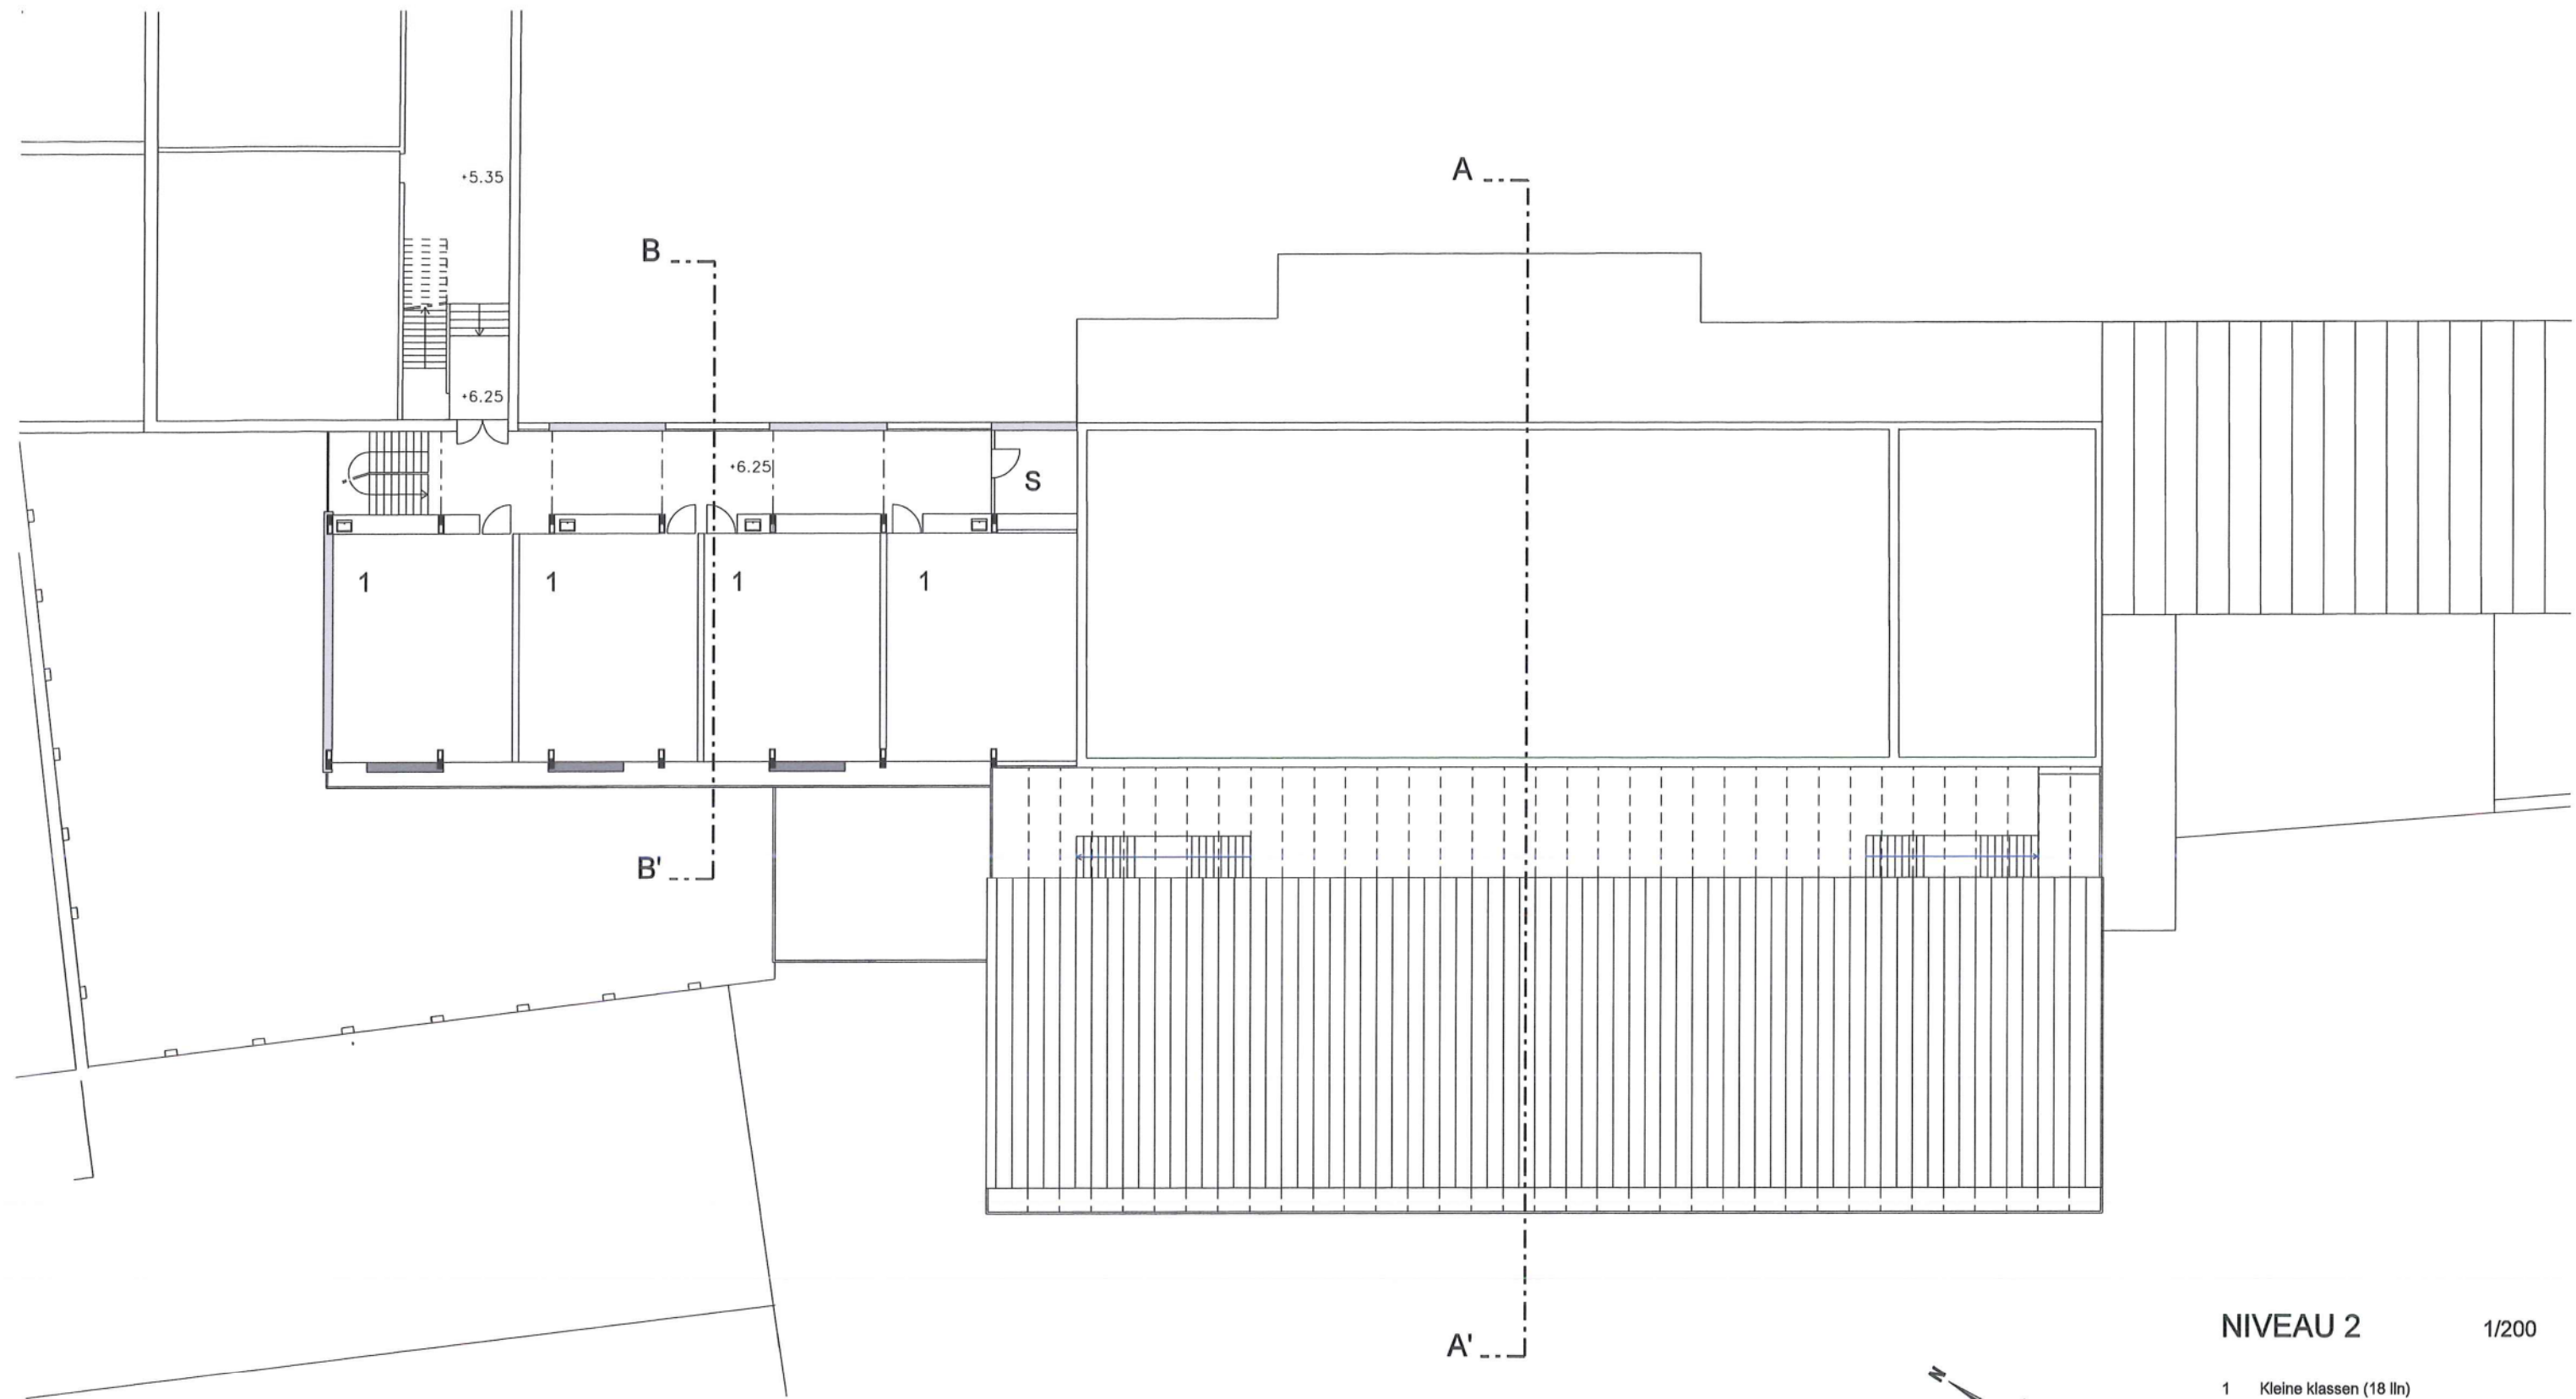 +5.35
A
B
+6.25
+6.25
S
1
1
1
1
B'
A'
NIVEAU 2 1/200
N
1 Kleine klassen (18 lln)